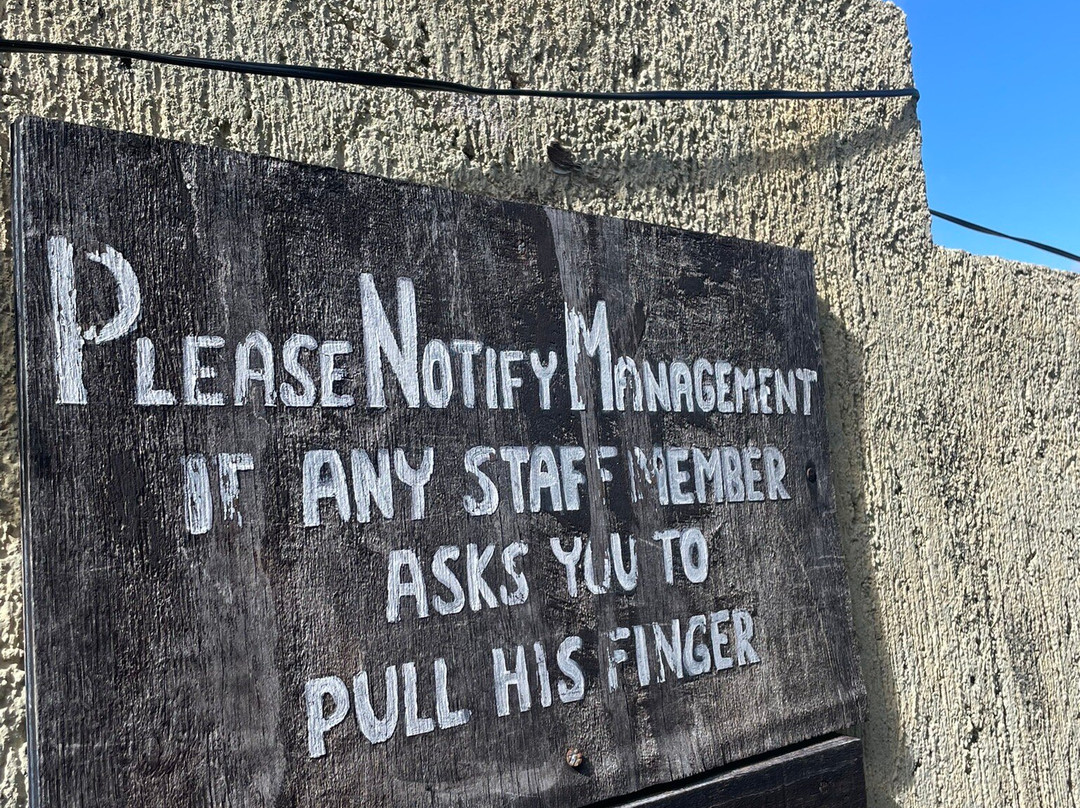 PLEASE NOTIFY MANAGEMENT
IF ANY STAFF MEMBER
ASKS YOU TO
PULL HIS FINGER